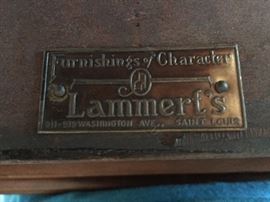 Furnishings of Character
Lammert's
911-919 WASHINGTON AVE., SAINT LOUIS